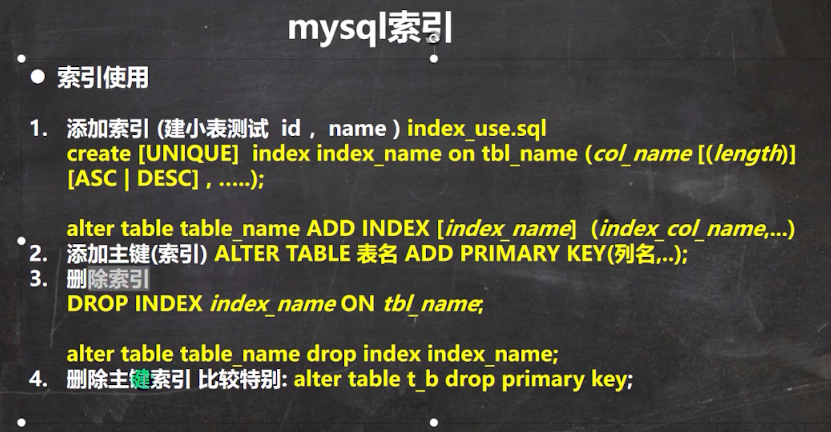 mysql索引
● 索引使用
1. 添加索引 (建小表测试 id , name ) index_use.sql
create [UNIQUE] index index_name on tbl_name (col_name [(length)]
[ASC | DESC] , …..);
alter table table_name ADD INDEX [index_name] (index_col_name,...)
2. 添加主键(索引) ALTER TABLE 表名 ADD PRIMARY KEY(列名,..);
3. 删除索引
DROP INDEX index_name ON tbl_name;
alter table table_name drop index index_name;
4. 删除主键索引 比较特别: alter table t_b drop primary key;